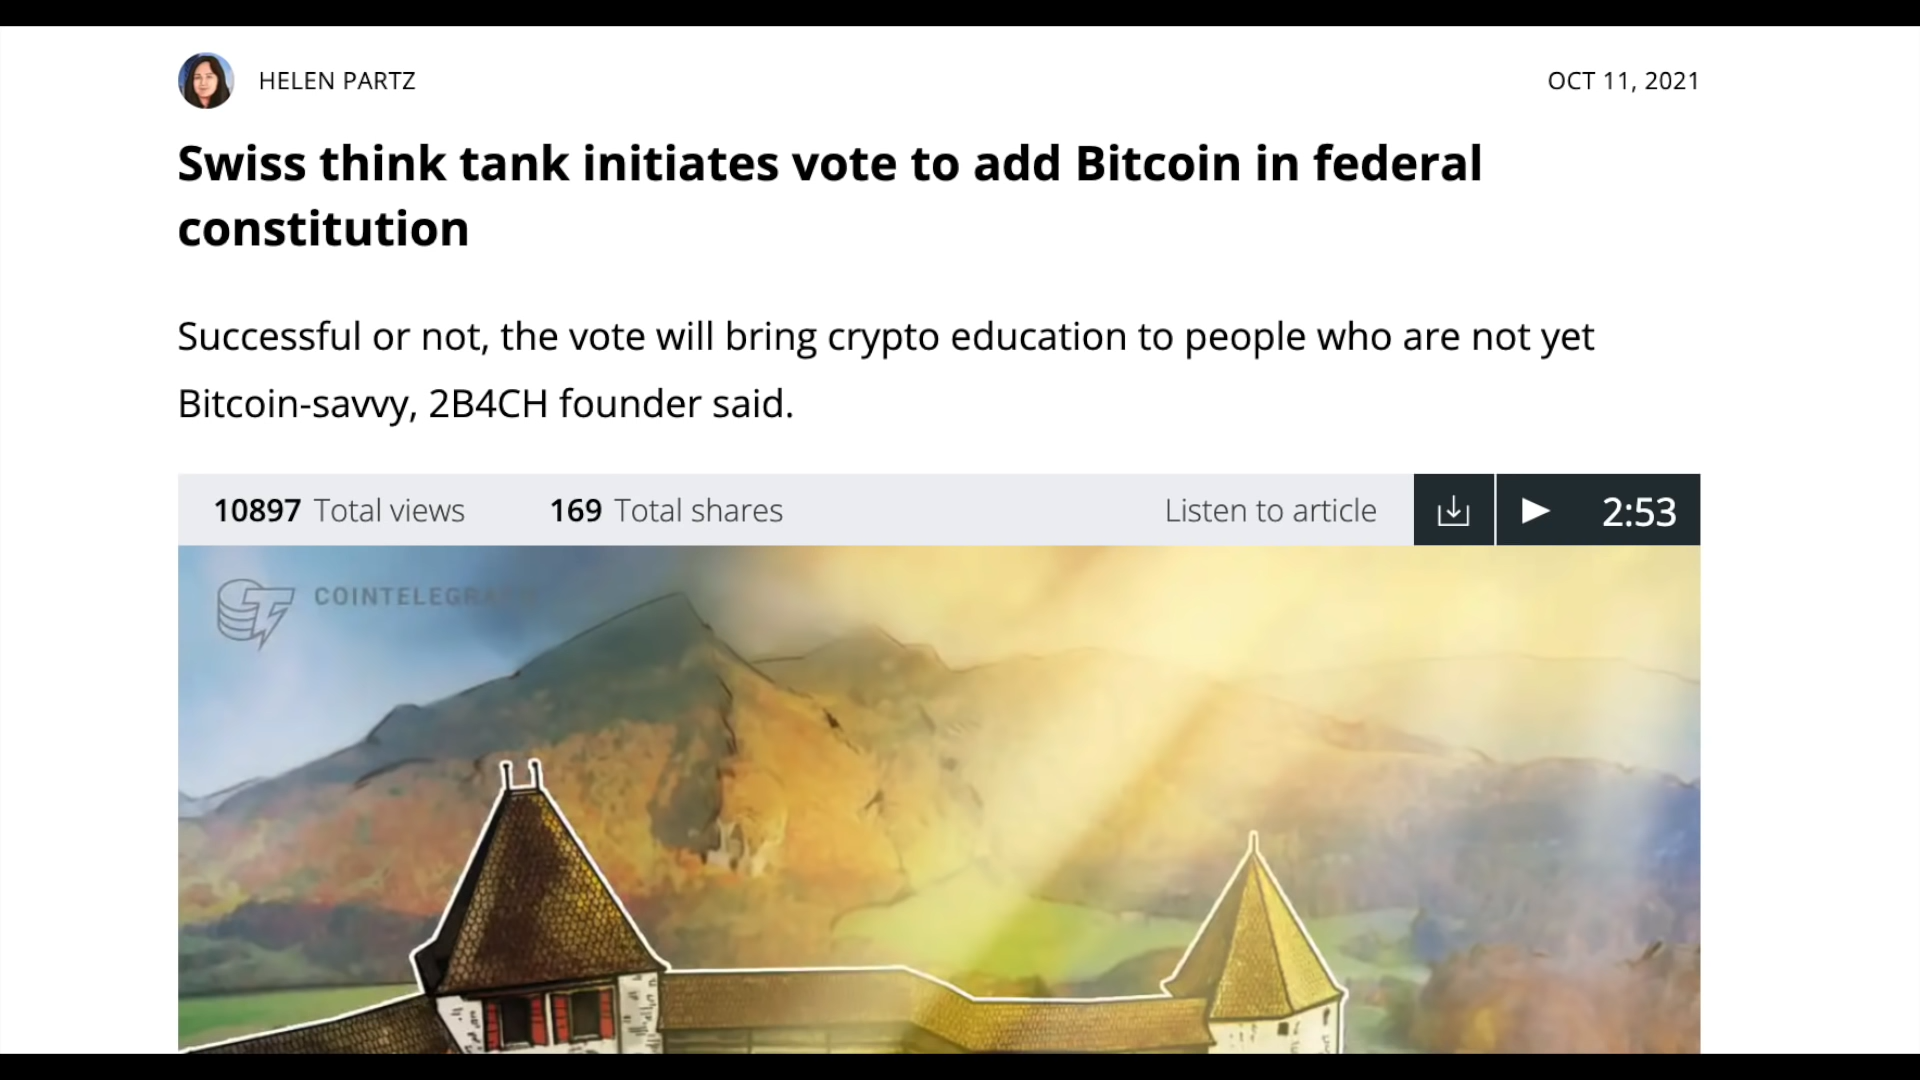 HELEN PARTZ
OCT 11, 2021
Swiss think tank initiates vote to add Bitcoin in federal
constitution
Successful or not, the vote will bring crypto education to people who are not yet
Bitcoin-savvy, 2B4CH founder said.
10897 Total views 169 Total shares Listen to article 2:53
COINTELEGRAPH